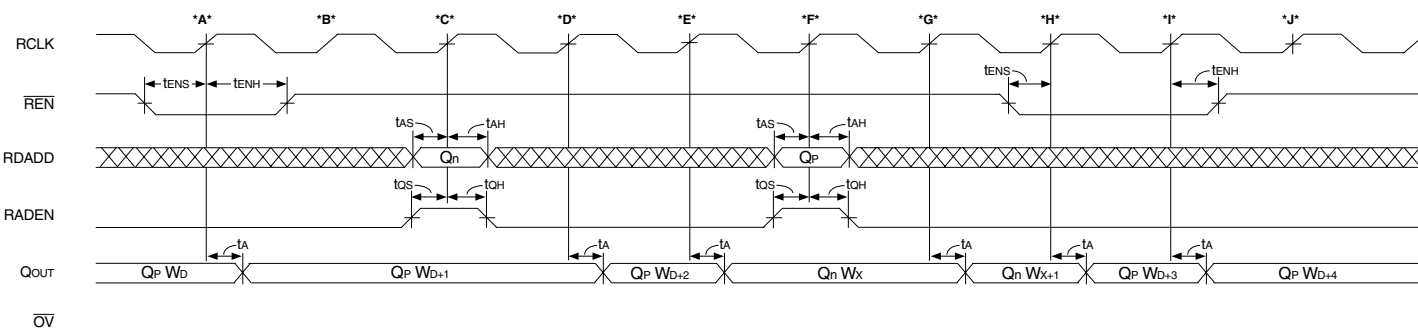 *A* *B* *C* *D* *E* *F* *G* *H* *I* *J*
RCLK
tENS tENH tENS tENH
REN
tAS tAH tAS tAH
RDADD Qn QP
tQS tQH tQS tQH
RADEN
tA tA tA tA tA tA
QOUT QP WD QP WD+1 QP WD+2 Qn WX Qn WX+1 QP WD+3 QP WD+4
OV